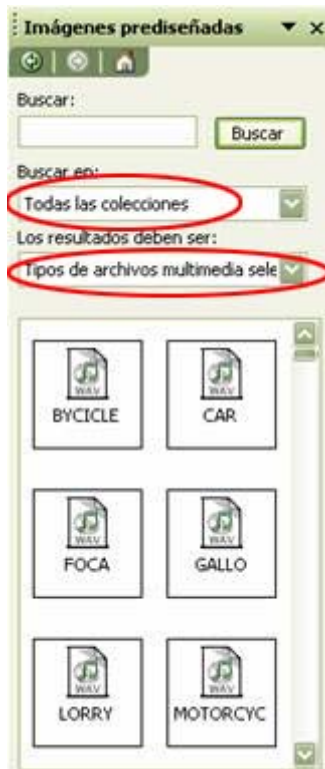 Imágenes prediseñadas
Buscar:
Buscar
Buscar en:
Todas las colecciones
Los resultados deben ser:
Tipos de archivos multimedia sele
WAV WAV
BYCICLE CAR
WAV WAV
FOCA GALLO
WAV WAV
LORRY MOTORCYC